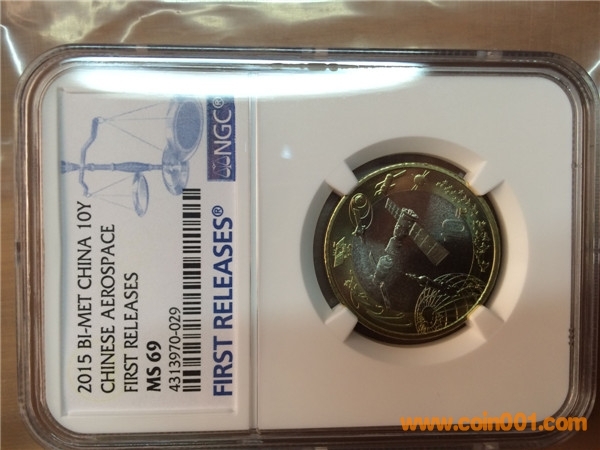 2015 BI-MET CHINA 10Y
CHINESE AEROSPACE
FIRST RELEASES
MS 69
4313970-029
NGC®
FIRST RELEASES®
www.coin001.com